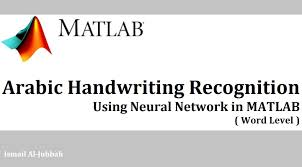 MATLAB
Arabic Handwriting Recognition
Using Neural Network in MATLAB
( Word Level )
Ismail Al-Jubbah